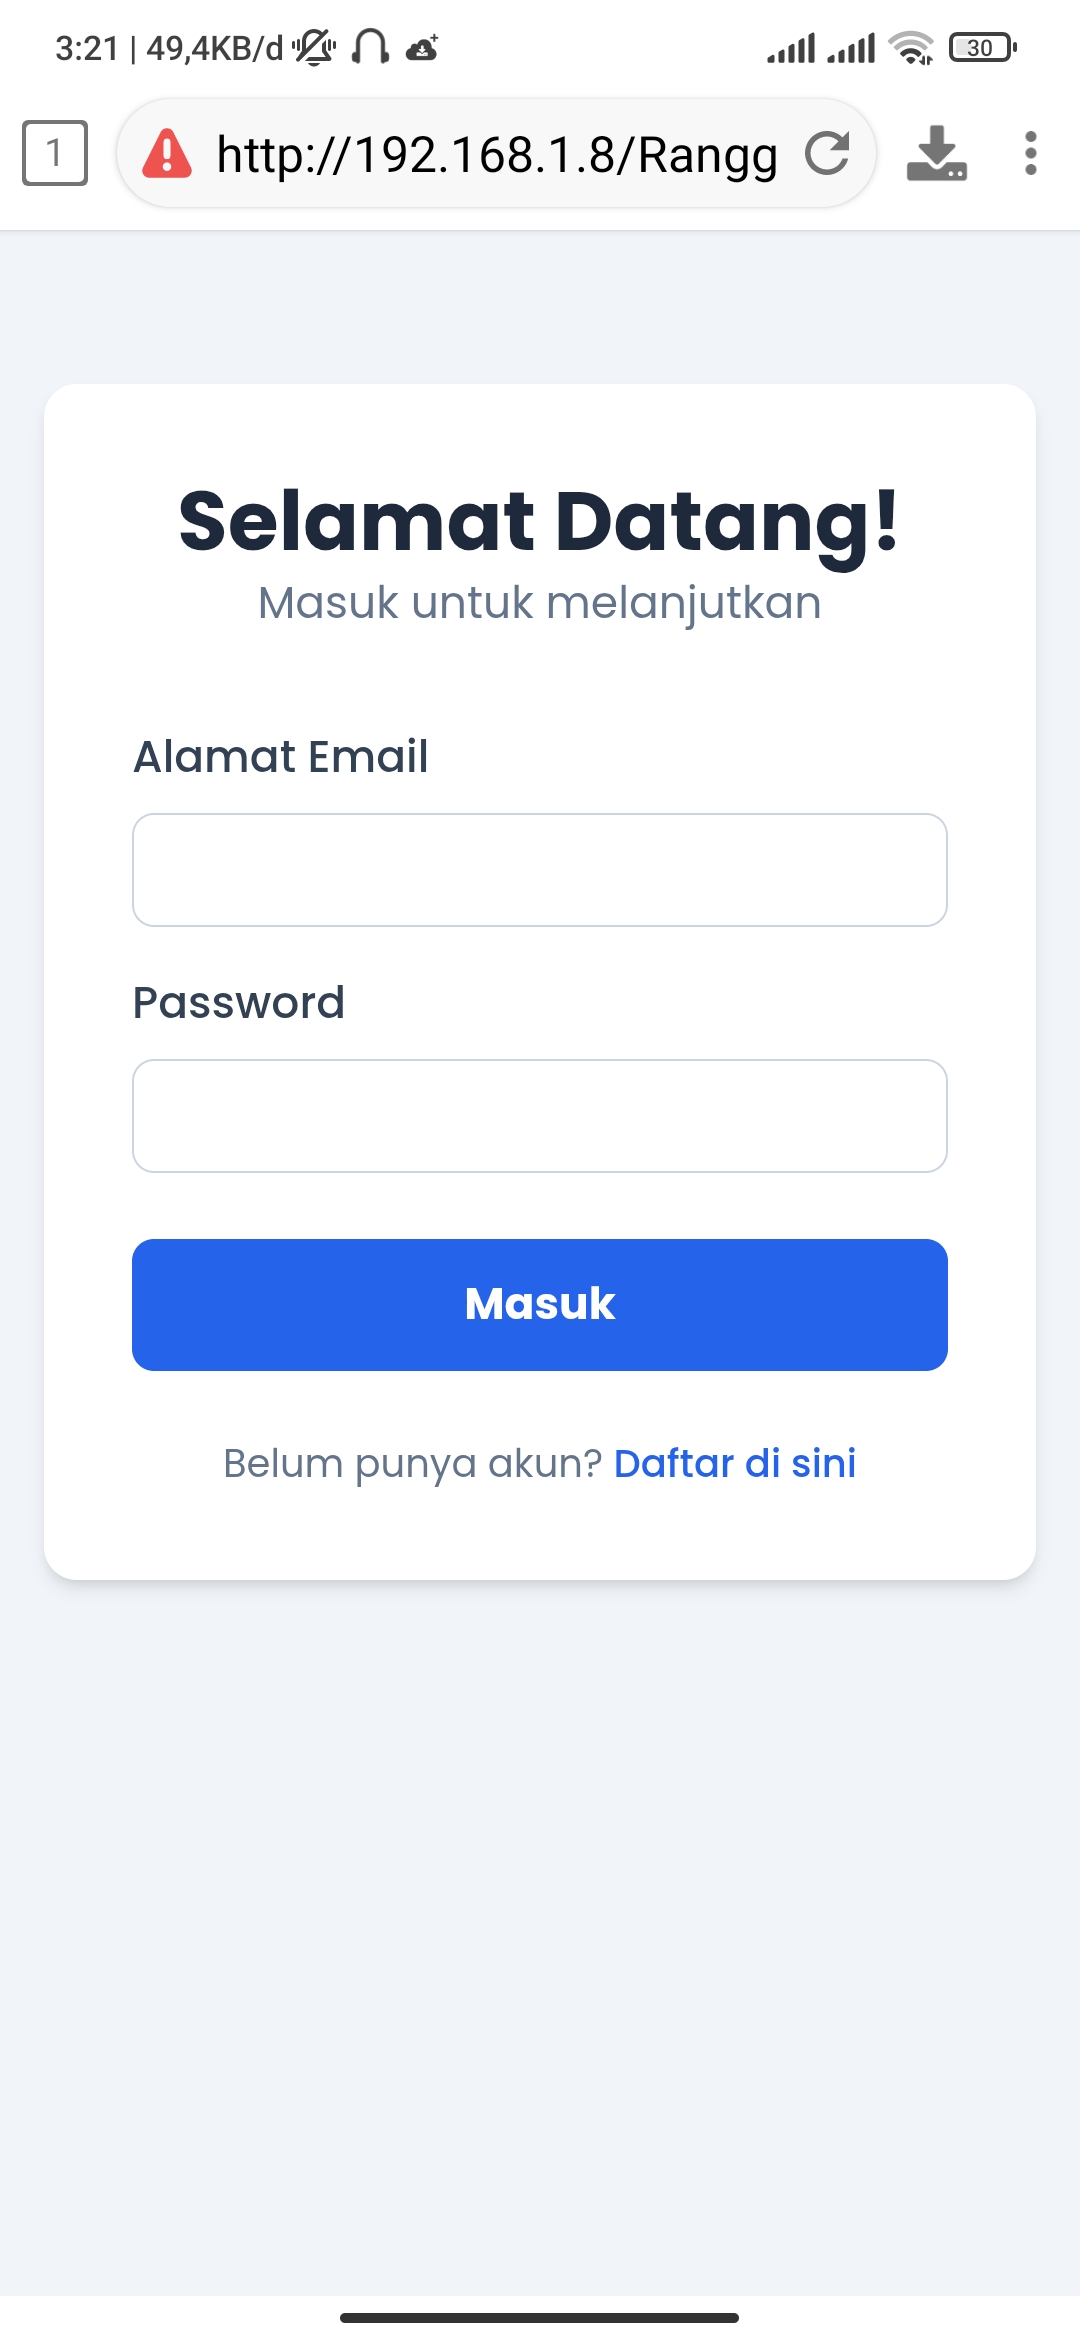 3:21 | 49,4KB/d
30
1
http://192.168.1.8/Rangg
Selamat Datang!
Masuk untuk melanjutkan
Alamat Email
Password
Masuk
Belum punya akun? Daftar di sini